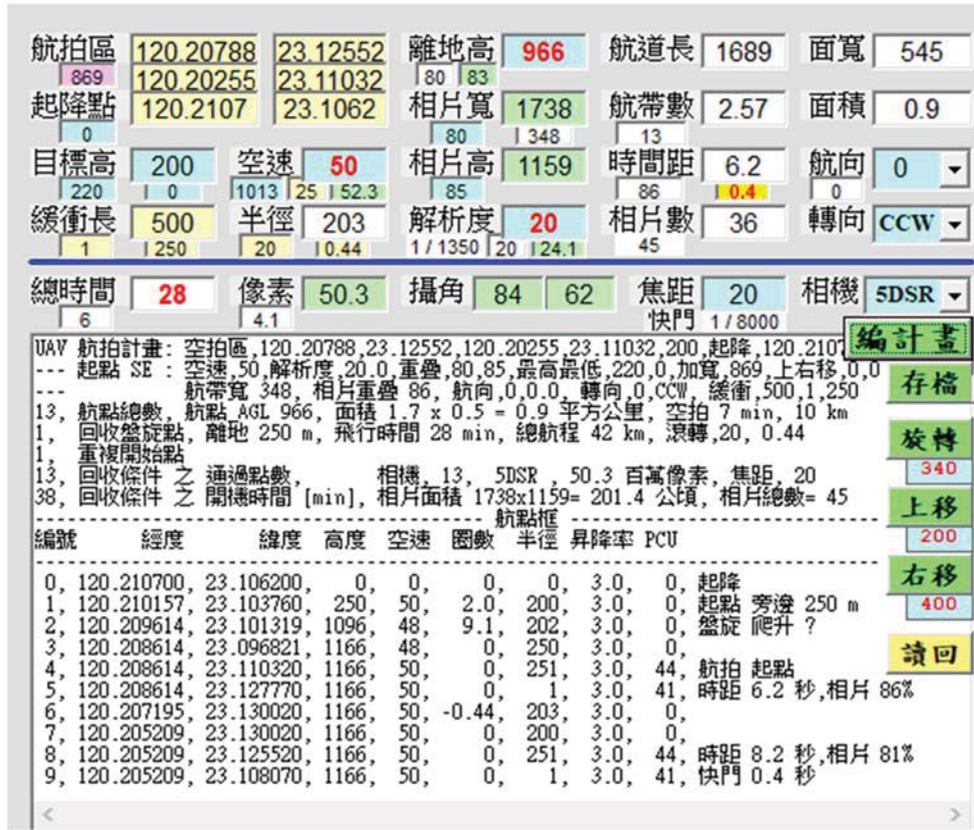 航拍區 120.20788 23.12552 離地高 966 航道長 1689 面寬 545
869 120.20255 23.11032 80 83
起降點 120.2107 23.1062 相片寬 1738 航帶數 2.57 面積 0.9
0 80 348 13
目標高 200 空速 50 相片高 1159 時間距 6.2 航向 0
220 0 1013 25 52.3 85 86 0.4 0
緩衝長 500 半徑 203 解析度 20 相片數 36 轉向 CCW
1 250 20 0.44 1 / 1350 20 24.1 45
總時間 28 像素 50.3 攝角 84 62 焦距 20 相機 5DSR
6 4.1 快門 1 / 8000
編計畫
UAV 航拍計畫: 空拍區,120.20788,23.12552,120.20255,23.11032,200,起降,120.2107
--- 起點 SE : 空速,50,解析度,20.0,重疊,80,85,最高最低,220,0,加寬,869,上右移,0,0
--- 航帶寬 348, 相片重疊 86, 航向,0,0.0, 轉向,0,CCW, 緩衝,500,1,250
13, 航點總數, 航點 AGL 966, 面積 1.7 x 0.5 = 0.9 平方公里, 空拍 7 min, 10 km
1, 回收盤旋點, 離地 250 m, 飛行時間 28 min, 總航程 42 km, 滾轉,20, 0.44
1, 重複開始點
13, 回收條件 之 通過點數, 相機, 13, 5DSR , 50.3 百萬像素, 焦距, 20
38, 回收條件 之 開機時間 [min], 相片面積 1738x1159= 201.4 公頃, 相片總數= 45
---------- 航點框 ----------
編號 經度 緯度 高度 空速 圈數 半徑 昇降率 PCU
0, 120.210700, 23.106200, 0, 0, 0, 0, 3.0, 0, 起降
1, 120.210157, 23.103760, 250, 50, 2.0, 200, 3.0, 0, 起點 旁邊 250 m
2, 120.209614, 23.101319, 1096, 48, 9.1, 202, 3.0, 0, 盤旋 爬升 ?
3, 120.208614, 23.096821, 1166, 48, 0, 250, 3.0, 0,
4, 120.208614, 23.110320, 1166, 50, 0, 251, 3.0, 44, 航拍 起點
5, 120.208614, 23.127770, 1166, 50, 0, 1, 3.0, 41, 時距 6.2 秒,相片 86%
6, 120.207195, 23.130020, 1166, 50, -0.44, 203, 3.0, 0,
7, 120.205209, 23.130020, 1166, 50, 0, 200, 3.0, 0,
8, 120.205209, 23.125520, 1166, 50, 0, 251, 3.0, 44, 時距 8.2 秒,相片 81%
9, 120.205209, 23.108070, 1166, 50, 0, 1, 3.0, 41, 快門 0.4 秒
存檔
旋轉
340
上移
200
右移
400
讀回